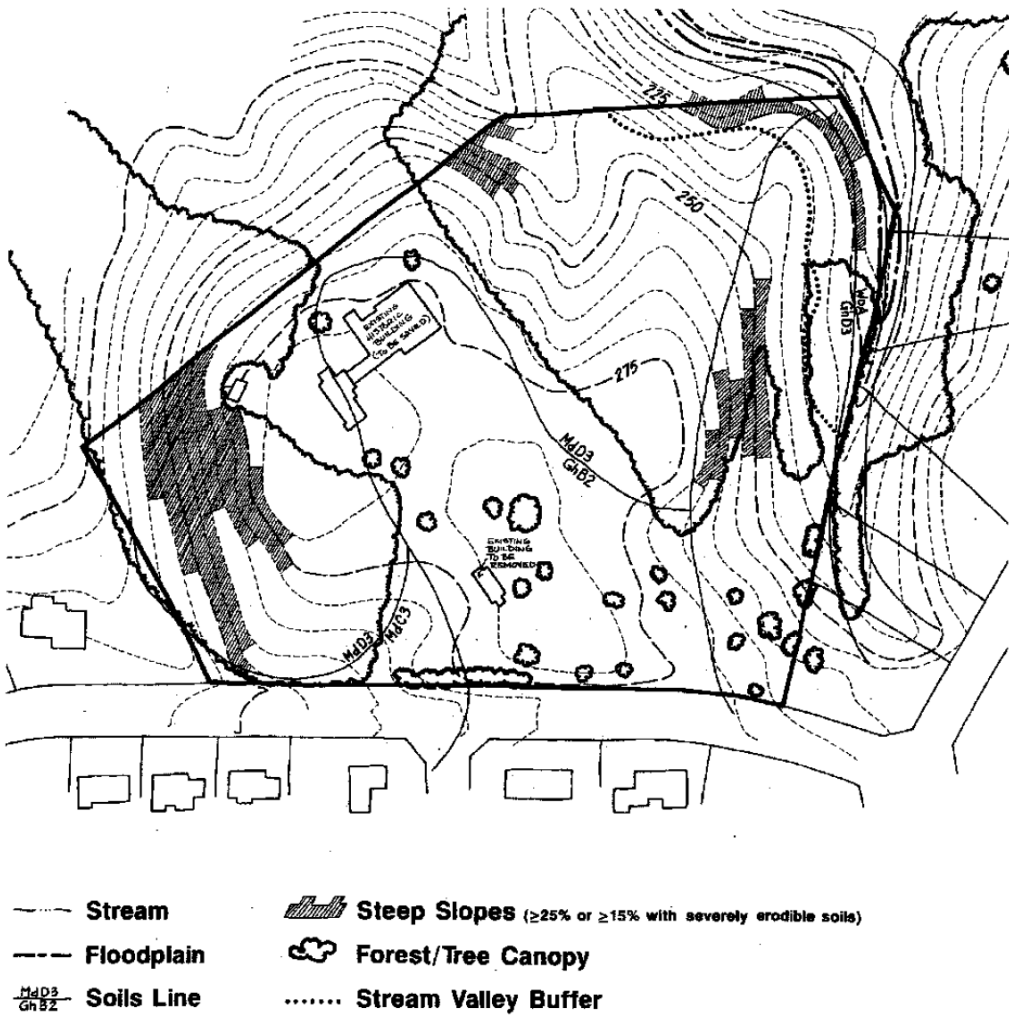 225
250
EXISTING
HISTORIC
BUILDING
(TO BE SAVED)
WoA
GhD3
275
MdD3
GhB2
EXISTING
BUILDING
TO BE
REMOVED
MdD3
MdC3
Stream
Steep Slopes (≥25% or ≥15% with severely erodible soils)
Floodplain
Forest/Tree Canopy
MdD3
GhB2
Soils Line
Stream Valley Buffer